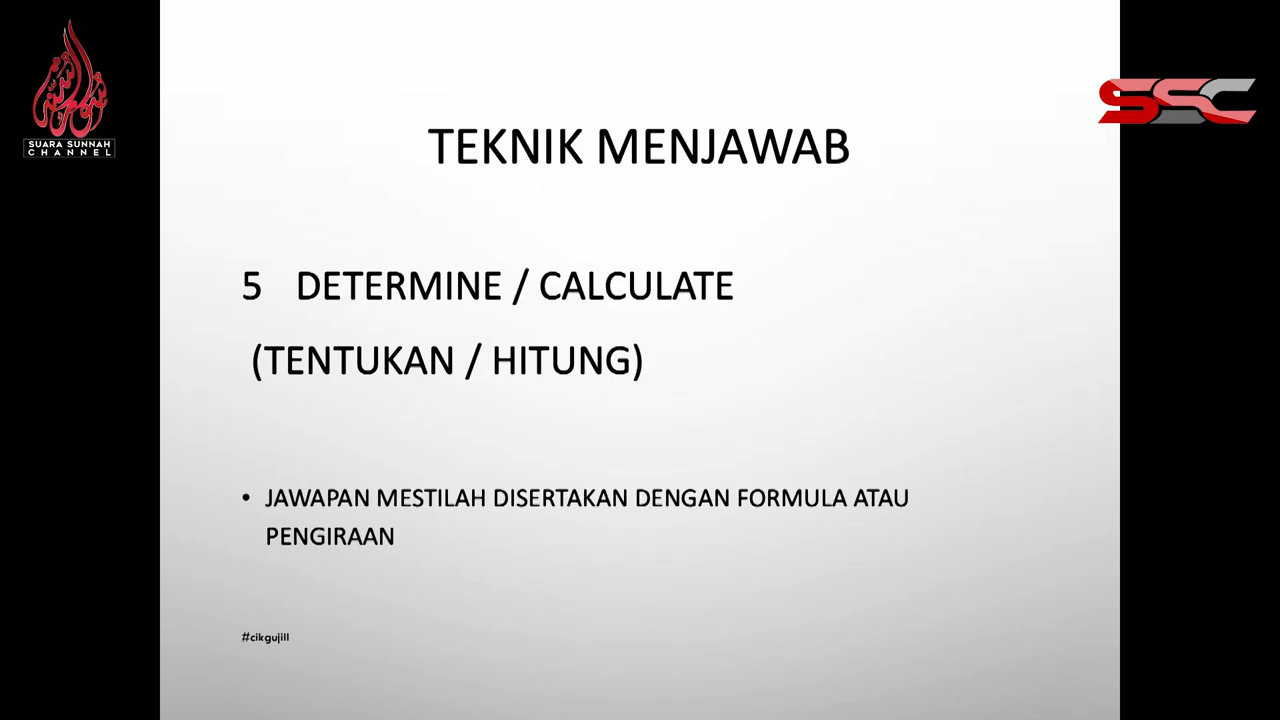 SUARA SUNNAH
CHANNEL
SSC
TEKNIK MENJAWAB
5 DETERMINE / CALCULATE
(TENTUKAN / HITUNG)
• JAWAPAN MESTILAH DISERTAKAN DENGAN FORMULA ATAU
PENGIRAAN
#cikgujill